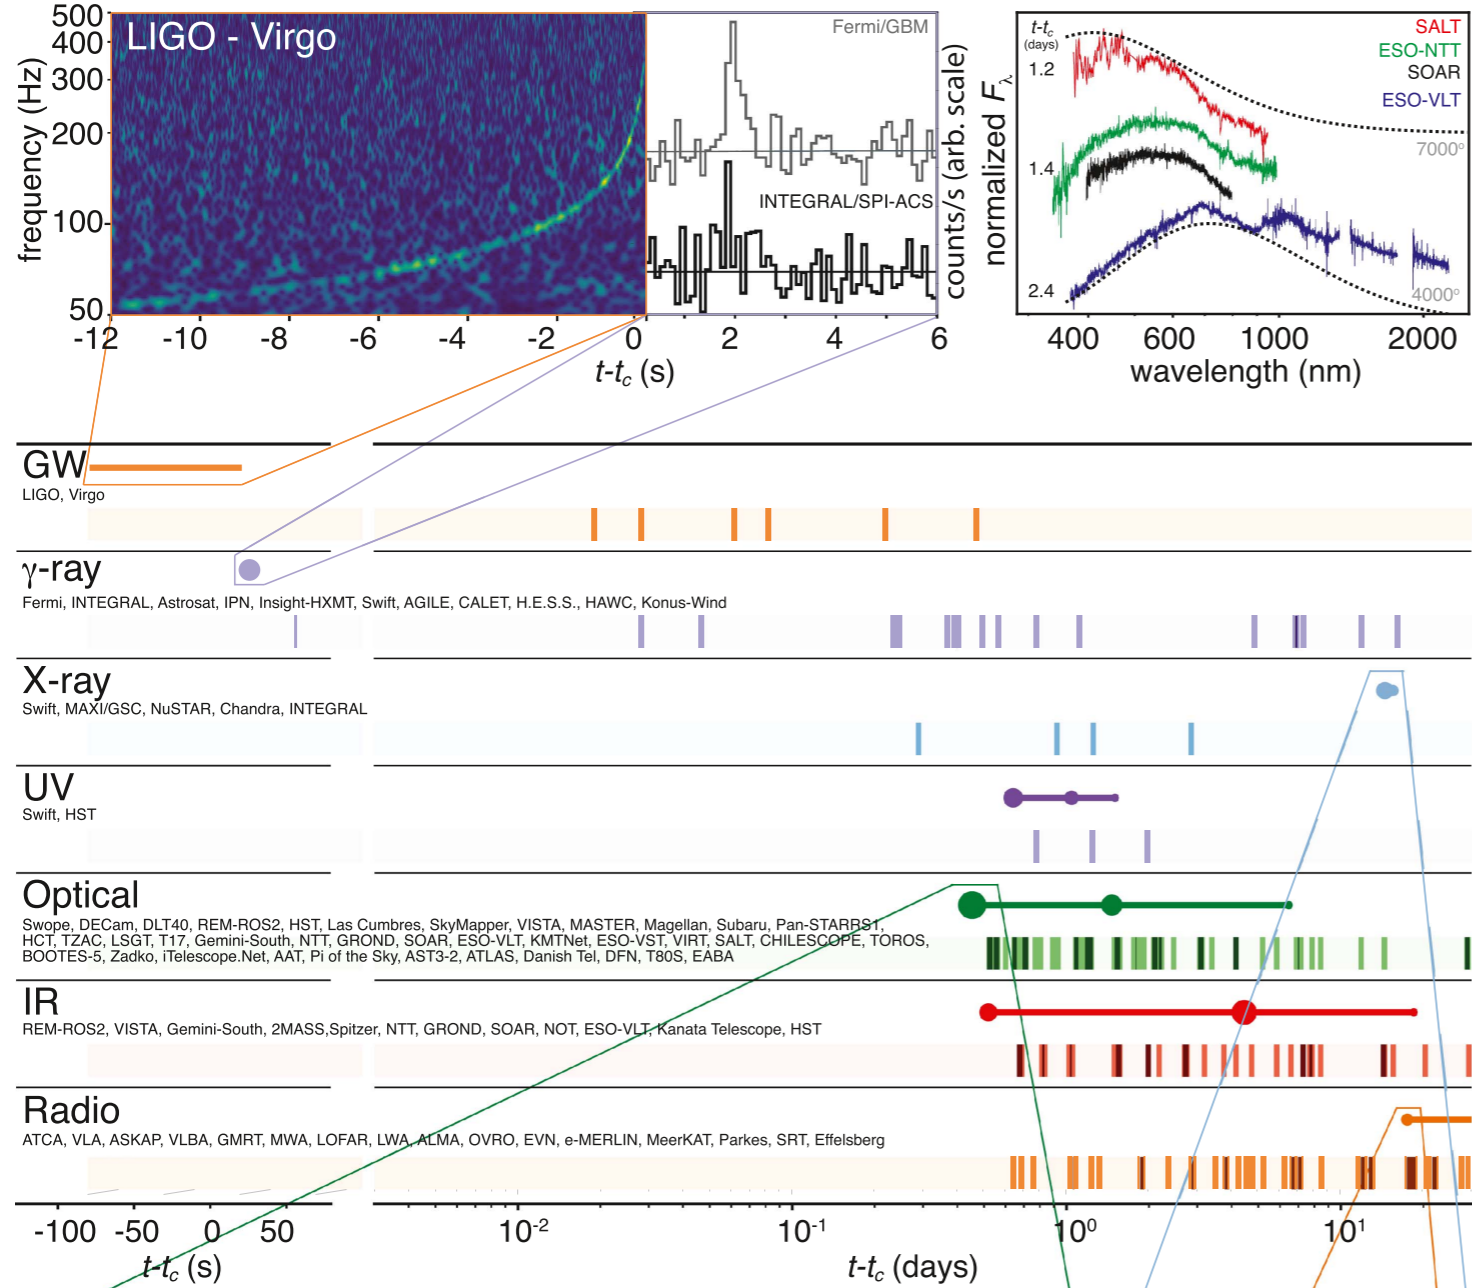 LIGO - Virgo
500
400
300
200
100
50
frequency (Hz)
-12 -10 -8 -6 -4 -2 0 2 4 6
t-tc (s)
Fermi/GBM
INTEGRAL/SPI-ACS
counts/s (arb. scale)
normalized Fλ
t-tc
(days)
1.2
1.4
2.4
SALT
ESO-NTT
SOAR
ESO-VLT
7000°
4000°
400 600 1000 2000
wavelength (nm)
GW
LIGO, Virgo
γ-ray
Fermi, INTEGRAL, Astrosat, IPN, Insight-HXMT, Swift, AGILE, CALET, H.E.S.S., HAWC, Konus-Wind
X-ray
Swift, MAXI/GSC, NuSTAR, Chandra, INTEGRAL
UV
Swift, HST
Optical
Swope, DECam, DLT40, REM-ROS2, HST, Las Cumbres, SkyMapper, VISTA, MASTER, Magellan, Subaru, Pan-STARRS1,
HCT, TZAC, LSGT, T17, Gemini-South, NTT, GROND, SOAR, ESO-VLT, KMTNet, ESO-VST, VIRT, SALT, CHILESCOPE, TOROS,
BOOTES-5, Zadko, iTelescope.Net, AAT, Pi of the Sky, AST3-2, ATLAS, Danish Tel, DFN, T80S, EABA
IR
REM-ROS2, VISTA, Gemini-South, 2MASS,Spitzer, NTT, GROND, SOAR, NOT, ESO-VLT, Kanata Telescope, HST
Radio
ATCA, VLA, ASKAP, VLBA, GMRT, MWA, LOFAR, LWA, ALMA, OVRO, EVN, e-MERLIN, MeerKAT, Parkes, SRT, Effelsberg
-100 -50 0 50 10-2 10-1 100 101
t-tc (s) t-tc (days)